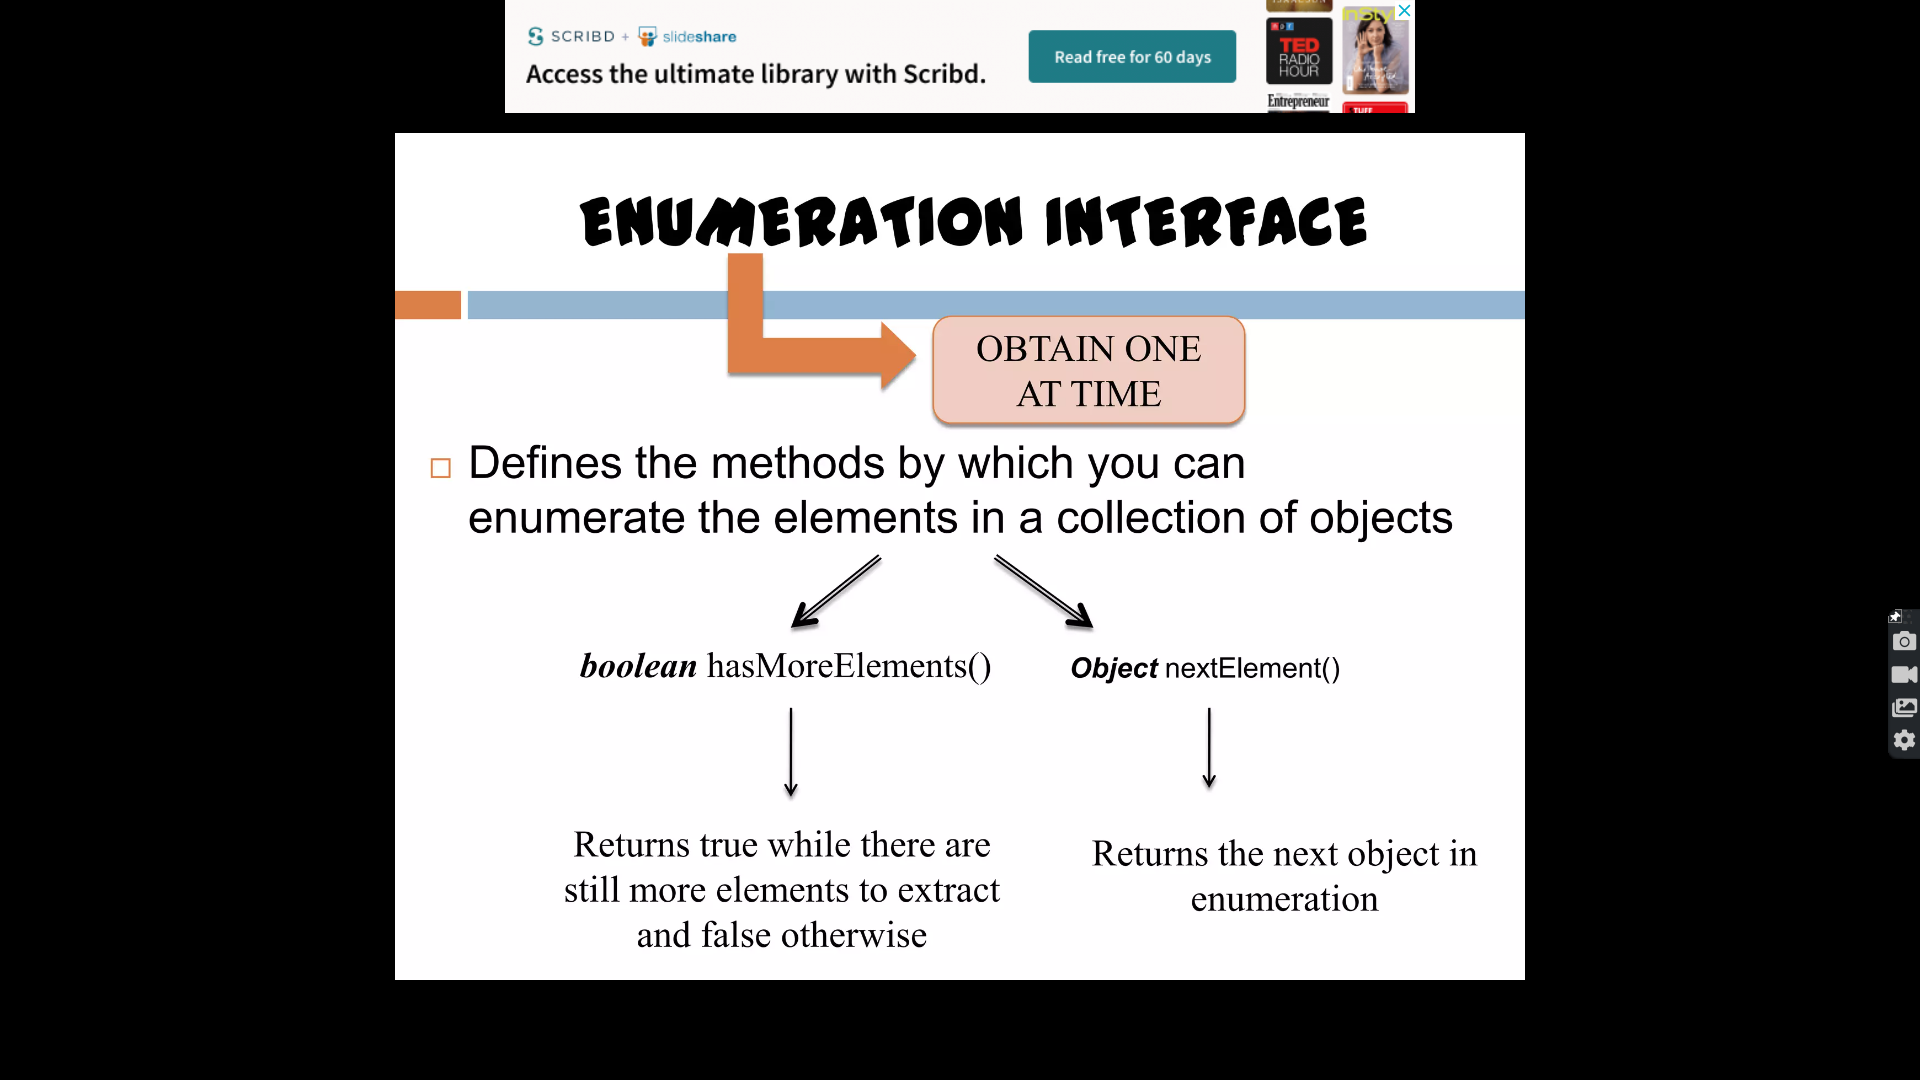 SCRIBD + slideshare
Access the ultimate library with Scribd.
Read free for 60 days
TED
RADIO
HOUR
InStyl
Entrepreneur
ENUMERATION INTERFACE
OBTAIN ONE
AT TIME
Defines the methods by which you can
enumerate the elements in a collection of objects
boolean hasMoreElements()
Object nextElement()
Returns true while there are
still more elements to extract
and false otherwise
Returns the next object in
enumeration